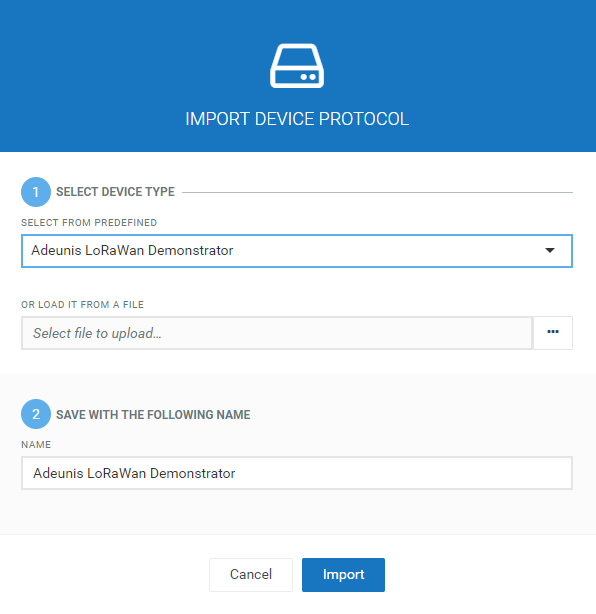 IMPORT DEVICE PROTOCOL
1 SELECT DEVICE TYPE
SELECT FROM PREDEFINED
Adeunis LoRaWan Demonstrator
OR LOAD IT FROM A FILE
Select file to upload...
2 SAVE WITH THE FOLLOWING NAME
NAME
Adeunis LoRaWan Demonstrator
Cancel Import